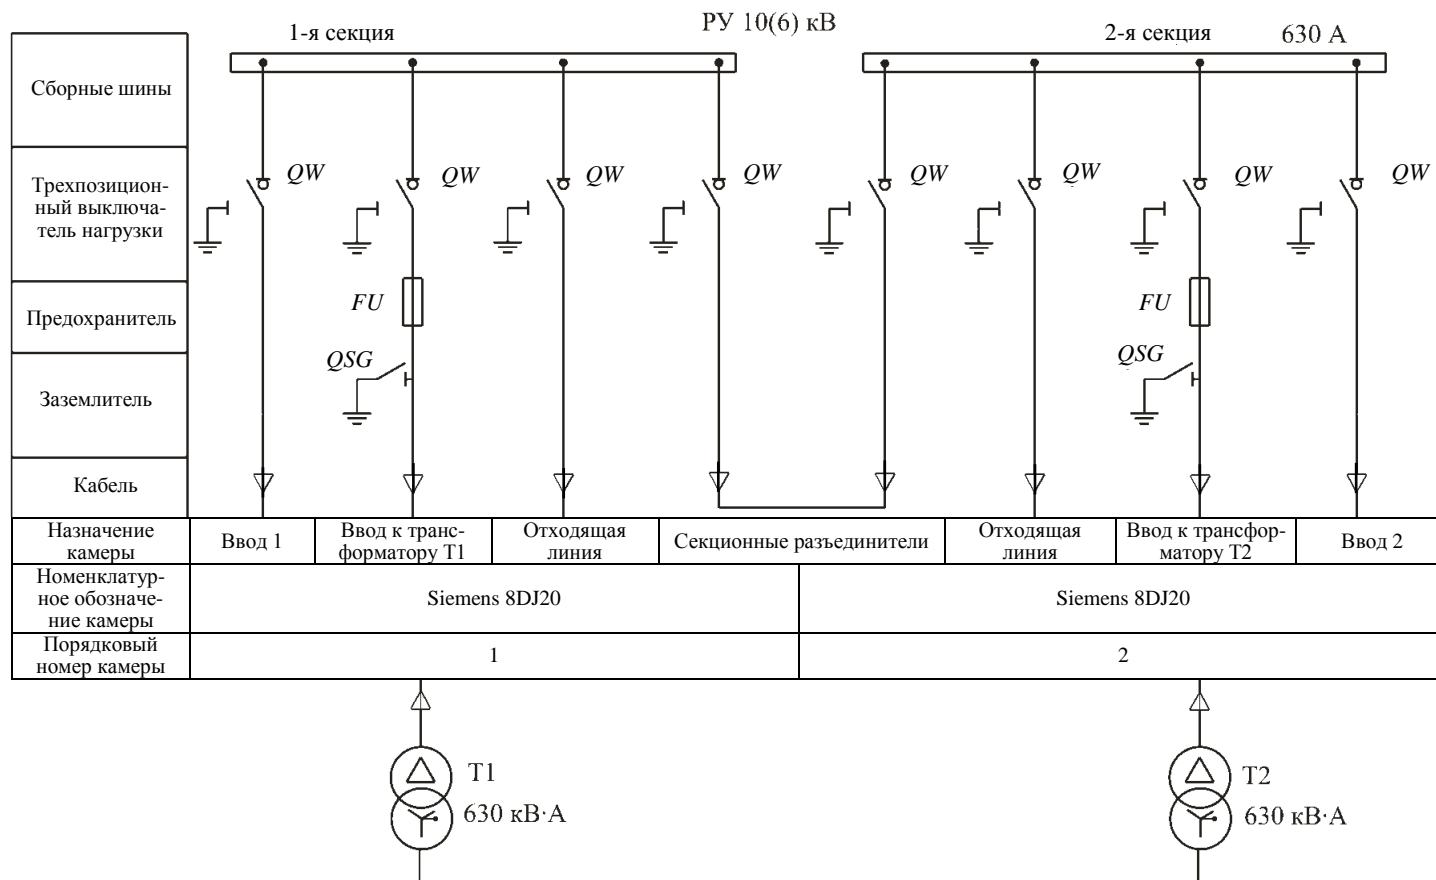 РУ 10(6) кВ
1-я секция
2-я секция
630 А
Сборные шины
Трехпозицион-
ный выключа-
тель нагрузки
QW
QW
QW
QW
QW
QW
QW
QW
Предохранитель
FU
FU
Заземлитель
QSG
QSG
Кабель
Назначение
камеры
Ввод 1
Ввод к транс-
форматору Т1
Отходящая
линия
Секционные разъединители
Отходящая
линия
Ввод к трансфор-
матору Т2
Ввод 2
Номенклатур-
ное обозначе-
ние камеры
Siemens 8DJ20
Siemens 8DJ20
Порядковый
номер камеры
1
2
Т1
630 кВ·А
Т2
630 кВ·А